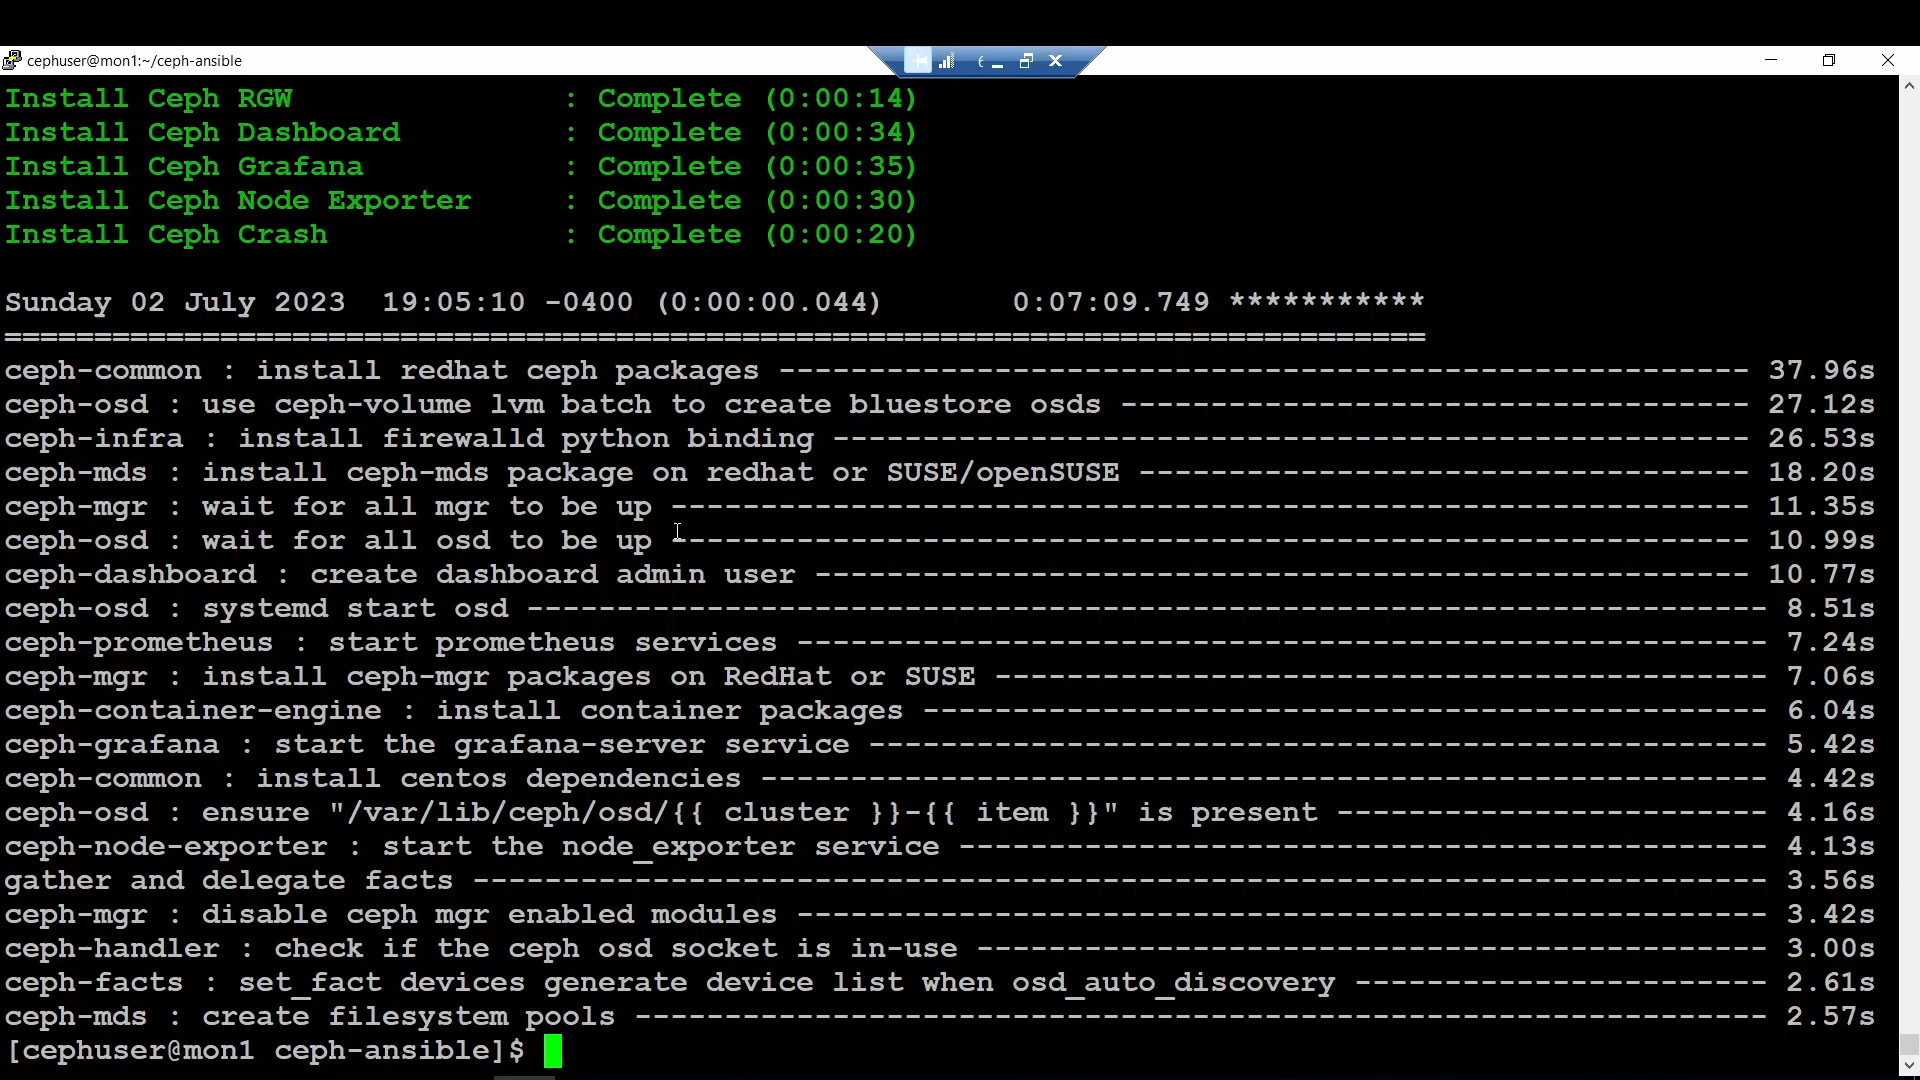 cephuser@mon1:~/ceph-ansible
Install Ceph RGW               : Complete (0:00:14)
Install Ceph Dashboard         : Complete (0:00:34)
Install Ceph Grafana           : Complete (0:00:35)
Install Ceph Node Exporter     : Complete (0:00:30)
Install Ceph Crash             : Complete (0:00:20)
Sunday 02 July 2023  19:05:10 -0400 (0:00:00.044)       0:07:09.749 ***********
===============================================================================
ceph-common : install redhat ceph packages ------------------------------------------------------ 37.96s
ceph-osd : use ceph-volume lvm batch to create bluestore osds ----------------------------------- 27.12s
ceph-infra : install firewalld python binding --------------------------------------------------- 26.53s
ceph-mds : install ceph-mds package on redhat or SUSE/openSUSE ---------------------------------- 18.20s
ceph-mgr : wait for all mgr to be up ------------------------------------------------------------ 11.35s
ceph-osd : wait for all osd to be up ------------------------------------------------------------ 10.99s
ceph-dashboard : create dashboard admin user ---------------------------------------------------- 10.77s
ceph-osd : systemd start osd --------------------------------------------------------------------- 8.51s
ceph-prometheus : start prometheus services ------------------------------------------------------ 7.24s
ceph-mgr : install ceph-mgr packages on RedHat or SUSE ------------------------------------------- 7.06s
ceph-container-engine : install container packages ----------------------------------------------- 6.04s
ceph-grafana : start the grafana-server service -------------------------------------------------- 5.42s
ceph-common : install centos dependencies -------------------------------------------------------- 4.42s
ceph-osd : ensure "/var/lib/ceph/osd/{{ cluster }}-{{ item }}" is present ------------------------ 4.16s
ceph-node-exporter : start the node_exporter service --------------------------------------------- 4.13s
gather and delegate facts ------------------------------------------------------------------------ 3.56s
ceph-mgr : disable ceph mgr enabled modules ------------------------------------------------------ 3.42s
ceph-handler : check if the ceph osd socket is in-use -------------------------------------------- 3.00s
ceph-facts : set_fact devices generate device list when osd_auto_discovery ----------------------- 2.61s
ceph-mds : create filesystem pools --------------------------------------------------------------- 2.57s
[cephuser@mon1 ceph-ansible]$